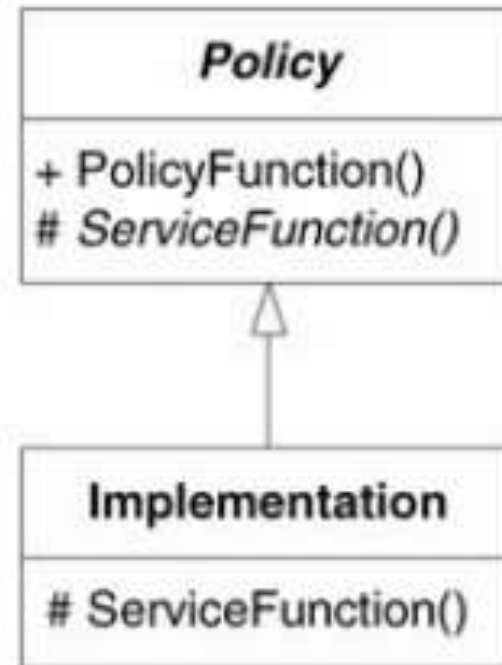 Policy
+ PolicyFunction()
# ServiceFunction()
Implementation
# ServiceFunction()